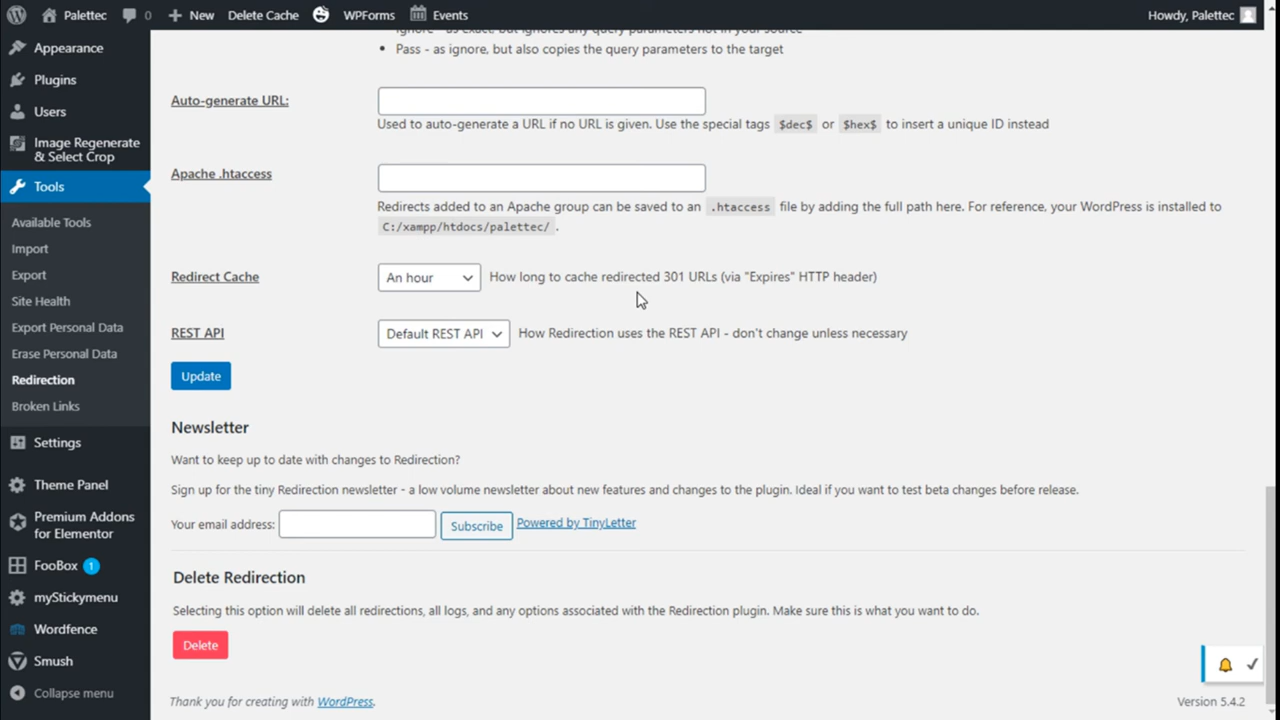 Palettec
0
New
Delete Cache
WPForms
Events
Howdy, Palettec
Appearance
Plugins
Users
Image Regenerate
& Select Crop
Tools
Available Tools
Import
Export
Site Health
Export Personal Data
Erase Personal Data
Redirection
Broken Links
Settings
Theme Panel
Premium Addons
for Elementor
FooBox 1
myStickymenu
Wordfence
Smush
Collapse menu
Ignore - as exact, but ignores any query parameters not in your source
• Pass - as ignore, but also copies the query parameters to the target
Auto-generate URL:
Used to auto-generate a URL if no URL is given. Use the special tags $dec$ or $hex$ to insert a unique ID instead
Apache .htaccess
Redirects added to an Apache group can be saved to an .htaccess file by adding the full path here. For reference, your WordPress is installed to
C:/xampp/htdocs/palettec/ .
Redirect Cache
An hour
How long to cache redirected 301 URLs (via "Expires" HTTP header)
REST API
Default REST API
How Redirection uses the REST API - don't change unless necessary
Update
Newsletter
Want to keep up to date with changes to Redirection?
Sign up for the tiny Redirection newsletter - a low volume newsletter about new features and changes to the plugin. Ideal if you want to test beta changes before release.
Your email address:
Subscribe
Powered by TinyLetter
Delete Redirection
Selecting this option will delete all redirections, all logs, and any options associated with the Redirection plugin. Make sure this is what you want to do.
Delete
Thank you for creating with WordPress.
Version 5.4.2